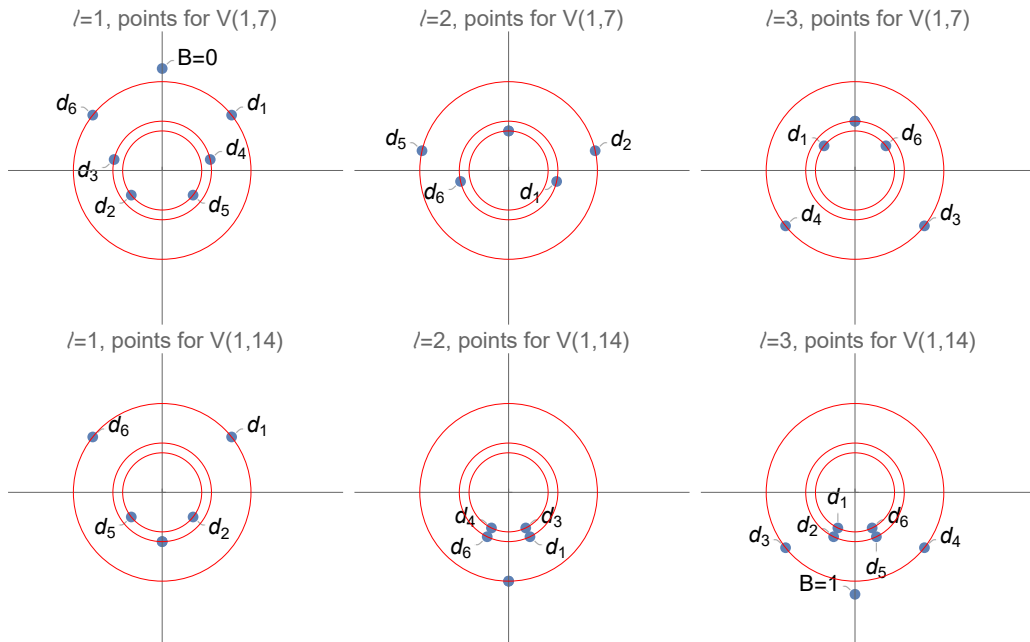 ℓ=1, points for V(1,7)
B=0
d6
d1
d3
d4
d2
d5
ℓ=2, points for V(1,7)
d5
d2
d6
d1
ℓ=3, points for V(1,7)
d1
d6
d4
d3
ℓ=1, points for V(1,14)
d6
d1
d5
d2
ℓ=2, points for V(1,14)
d4
d3
d6
d1
ℓ=3, points for V(1,14)
d1
d2
d6
d3
d4
d5
B=1